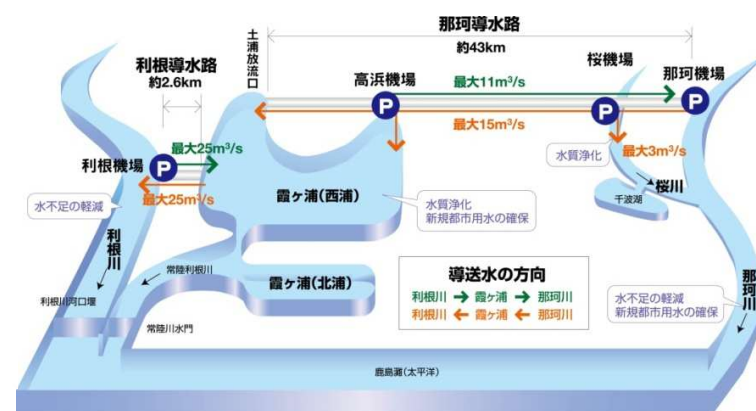 那珂導水路
約43km
土浦放流口
利根導水路
約2.6km
高浜機場
桜機場
那珂機場
最大11m³/s
最大15m³/s
最大3m³/s
P
P
P
P
利根機場
最大25m³/s
最大25m³/s
水不足の軽減
利根川
霞ヶ浦(西浦)
水質浄化
新規都市用水の確保
水質浄化
桜川
千波湖
霞ヶ浦(北浦)
常陸利根川
利根川河口堰
常陸川水門
導送水の方向
利根川 → 霞ヶ浦 → 那珂川
利根川 ← 霞ヶ浦 ← 那珂川
那珂川
水不足の軽減
新規都市用水の確保
鹿島灘(太平洋)